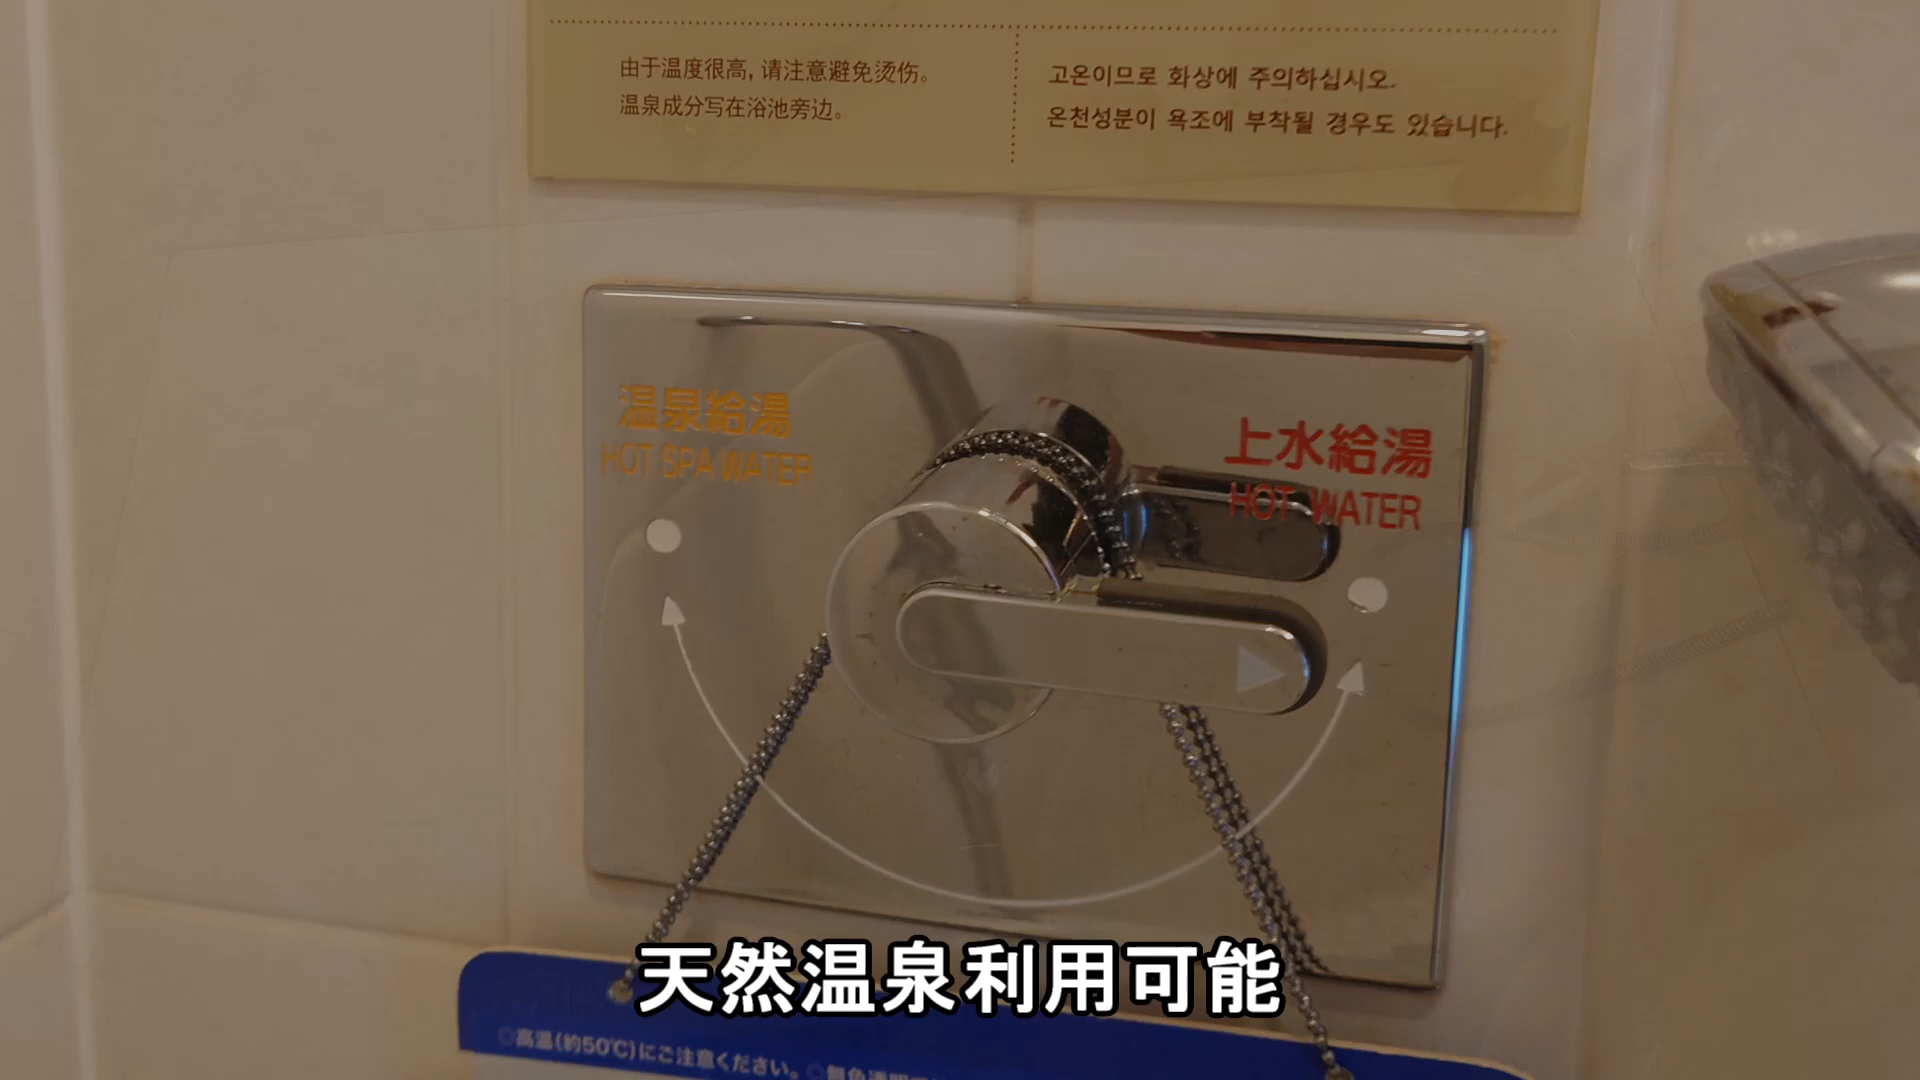 由于温度很高，请注意避免烫伤。
温泉成分写在浴池旁边。
고온이므로 화상에 주의하십시오.
온천성분이 욕조에 부착될 경우도 있습니다.
温泉給湯
HOT SPA WATER
上水給湯
HOT WATER
天然温泉利用可能
◎高温(約50℃)にご注意ください。◎無色透明